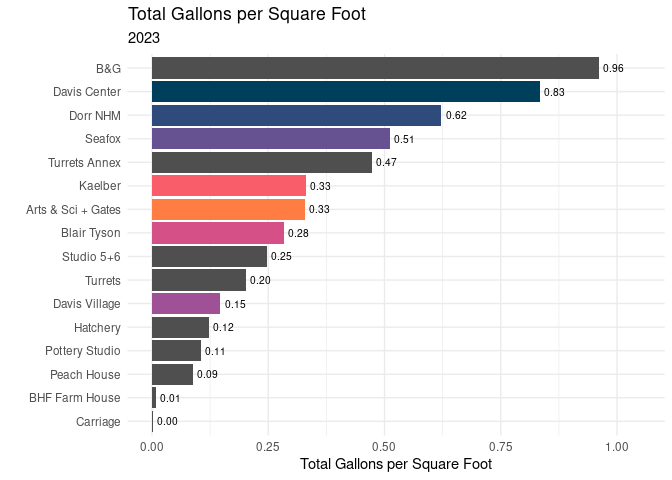 Total Gallons per Square Foot
2023
B&G 0.96
Davis Center 0.83
Dorr NHM 0.62
Seafox 0.51
Turrets Annex 0.47
Kaelber 0.33
Arts & Sci + Gates 0.33
Blair Tyson 0.28
Studio 5+6 0.25
Turrets 0.20
Davis Village 0.15
Hatchery 0.12
Pottery Studio 0.11
Peach House 0.09
BHF Farm House 0.01
Carriage 0.00
0.00 0.25 0.50 0.75 1.00
Total Gallons per Square Foot